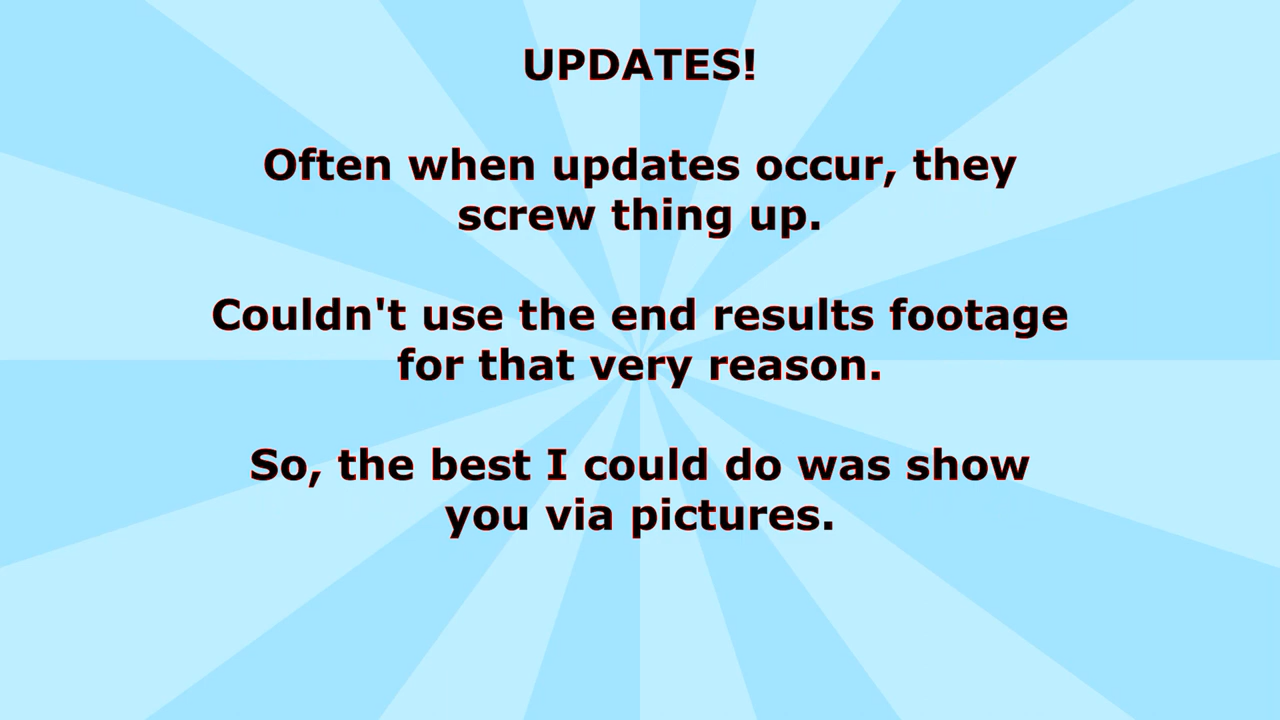 UPDATES!
Often when updates occur, they
screw thing up.
Couldn't use the end results footage
for that very reason.
So, the best I could do was show
you via pictures.